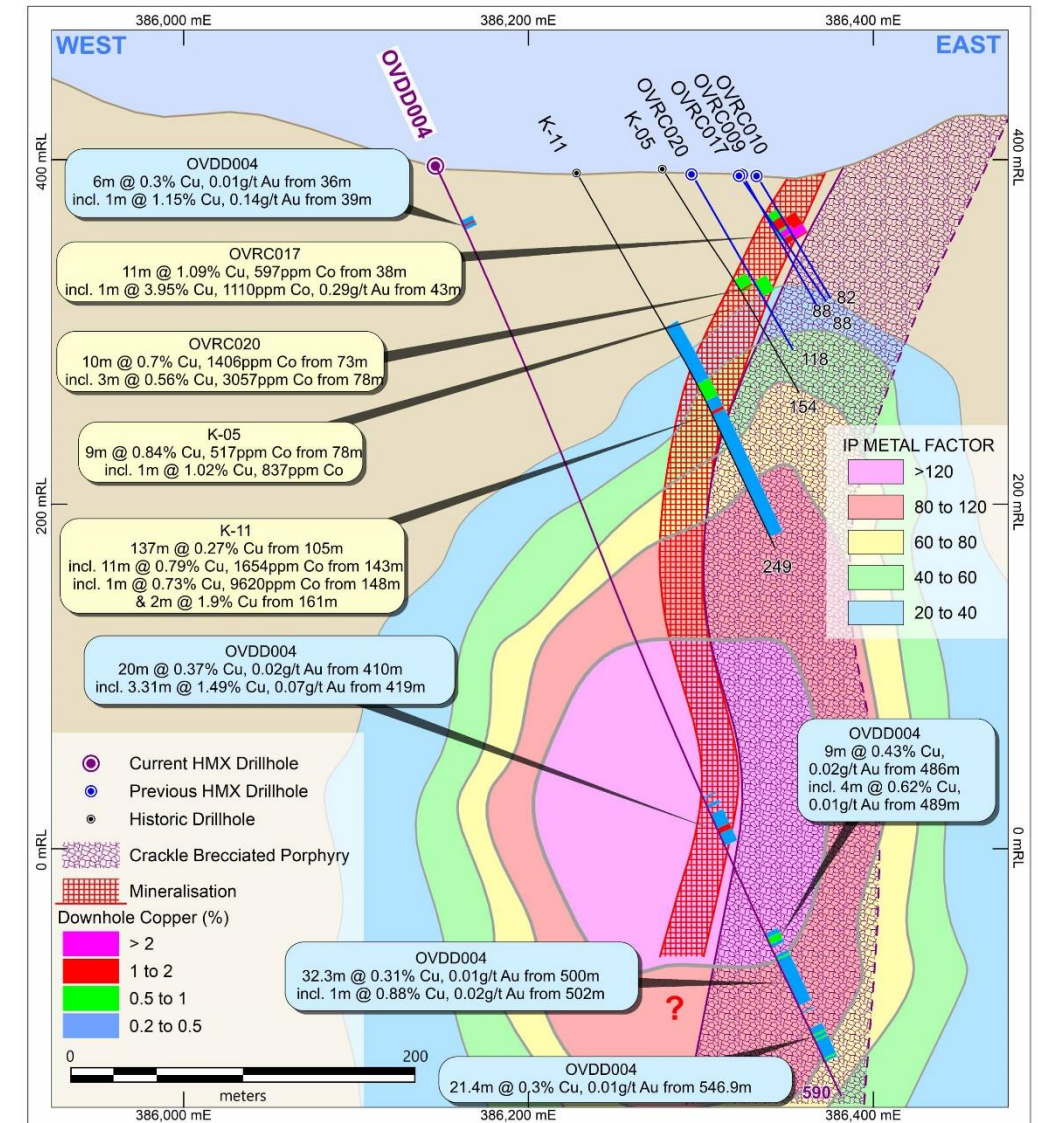 386,000 mE
386,200 mE
386,400 mE
WEST
EAST
OVDD004
K-11
K-05
OVRC020
OVRC017
OVRC009
OVRC010
400 mRL
400 mRL
OVDD004
6m @ 0.3% Cu, 0.01g/t Au from 36m
incl. 1m @ 1.15% Cu, 0.14g/t Au from 39m
OVRC017
11m @ 1.09% Cu, 597ppm Co from 38m
incl. 1m @ 3.95% Cu, 1110ppm Co, 0.29g/t Au from 43m
82
88
88
OVRC020
10m @ 0.7% Cu, 1406ppm Co from 73m
incl. 3m @ 0.56% Cu, 3057ppm Co from 78m
118
154
K-05
9m @ 0.84% Cu, 517ppm Co from 78m
incl. 1m @ 1.02% Cu, 837ppm Co
IP METAL FACTOR
>120
80 to 120
60 to 80
40 to 60
20 to 40
200 mRL
200 mRL
K-11
137m @ 0.27% Cu from 105m
incl. 11m @ 0.79% Cu, 1654ppm Co from 143m
incl. 1m @ 0.73% Cu, 9620ppm Co from 148m
& 2m @ 1.9% Cu from 161m
249
OVDD004
20m @ 0.37% Cu, 0.02g/t Au from 410m
incl. 3.31m @ 1.49% Cu, 0.07g/t Au from 419m
OVDD004
9m @ 0.43% Cu,
0.02g/t Au from 486m
incl. 4m @ 0.62% Cu,
0.01g/t Au from 489m
Current HMX Drillhole
Previous HMX Drillhole
Historic Drillhole
Crackle Brecciated Porphyry
Mineralisation
Downhole Copper (%)
> 2
1 to 2
0.5 to 1
0.2 to 0.5
0 mRL
0 mRL
OVDD004
32.3m @ 0.31% Cu, 0.01g/t Au from 500m
incl. 1m @ 0.88% Cu, 0.02g/t Au from 502m
?
OVDD004
21.4m @ 0,3% Cu, 0.01g/t Au from 546.9m
590
0
200
meters
386,000 mE
386,200 mE
386,400 mE